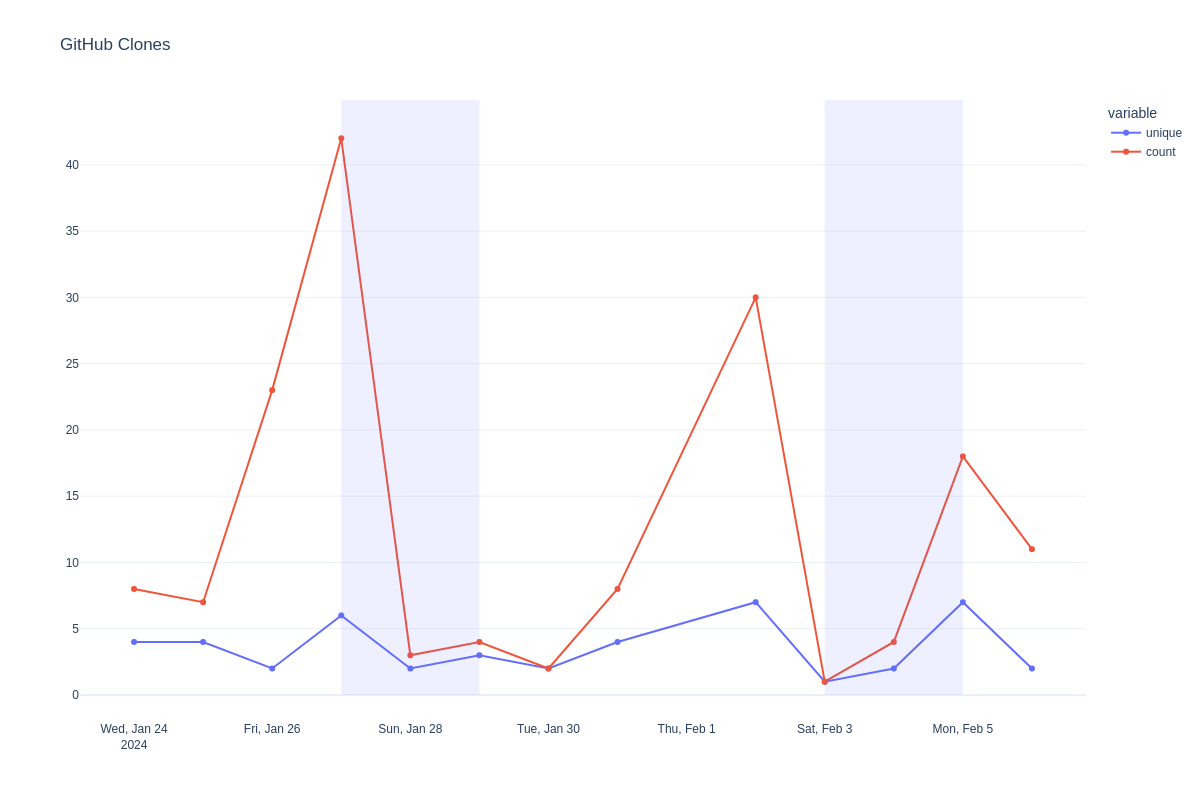 GitHub Clones
variable
unique
count
40
35
30
25
20
15
10
5
0
Wed, Jan 24
2024
Fri, Jan 26
Sun, Jan 28
Tue, Jan 30
Thu, Feb 1
Sat, Feb 3
Mon, Feb 5